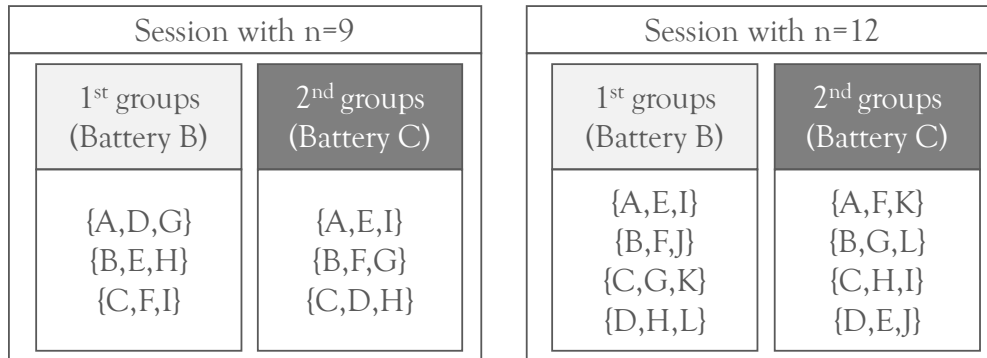 Session with n=9
1st groups
(Battery B)
2nd groups
(Battery C)
{A,D,G}
{B,E,H}
{C,F,I}
{A,E,I}
{B,F,G}
{C,D,H}
Session with n=12
1st groups
(Battery B)
2nd groups
(Battery C)
{A,E,I}
{B,F,J}
{C,G,K}
{D,H,L}
{A,F,K}
{B,G,L}
{C,H,I}
{D,E,J}